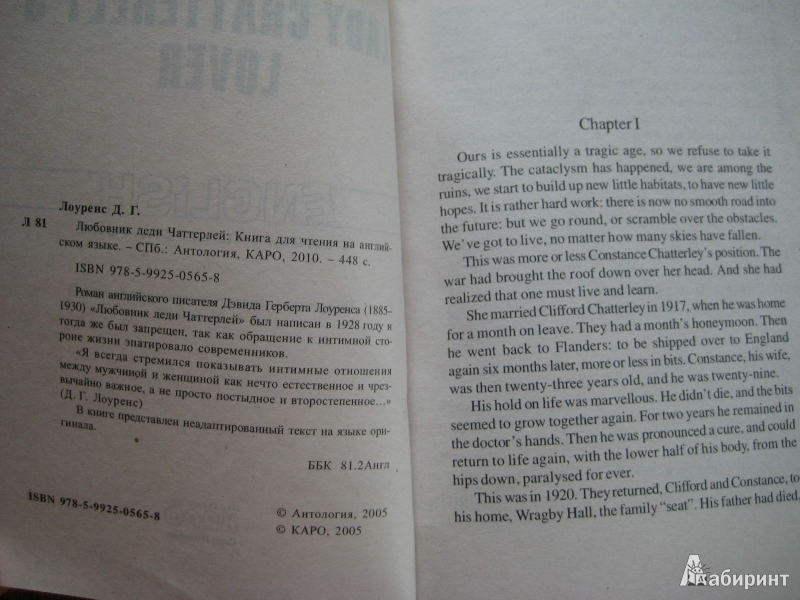 LADY CHATTERLEY'S
LOVER
ENGLISH
Лоуренс Д. Г.
Л 81
Любовник леди Чаттерлей: Книга для чтения на англий-
ском языке. – СПб.: Антология, КАРО, 2010. – 448 с.
ISBN 978-5-9925-0565-8
Роман английского писателя Дэвида Герберта Лоуренса (1885-
1930) «Любовник леди Чаттерлей» был написан в 1928 году и
тогда же был запрещен, так как обращение к интимной сто-
роне жизни эпатировало современников.
«Я всегда стремился показывать интимные отношения
между мужчиной и женщиной как нечто естественное и чрез-
вычайно важное, а не просто постыдное и второстепенное...»
(Д. Г. Лоуренс)
В книге представлен неадаптированный текст на языке ори-
гинала.
ББК 81.2Англ
ISBN 978-5-9925-0565-8
© Антология, 2005
© КАРО, 2005
Chapter I
Ours is essentially a tragic age, so we refuse to take it
tragically. The cataclysm has happened, we are among the
ruins, we start to build up new little habitats, to have new little
hopes. It is rather hard work: there is now no smooth road into
the future: but we go round, or scramble over the obstacles.
We've got to live, no matter how many skies have fallen.
This was more or less Constance Chatterley's position. The
war had brought the roof down over her head. And she had
realized that one must live and learn.
She married Clifford Chatterley in 1917, when he was home
for a month on leave. They had a month's honeymoon. Then
he went back to Flanders: to be shipped over to England
again six months later, more or less in bits. Constance, his wife,
was then twenty-three years old, and he was twenty-nine.
His hold on life was marvellous. He didn't die, and the bits
seemed to grow together again. For two years he remained in
the doctor's hands. Then he was pronounced a cure, and could
return to life again, with the lower half of his body, from the
hips down, paralysed for ever.
This was in 1920. They returned, Clifford and Constance, to
his home, Wragby Hall, the family “seat”. His father had died,
Лабиринт.ру